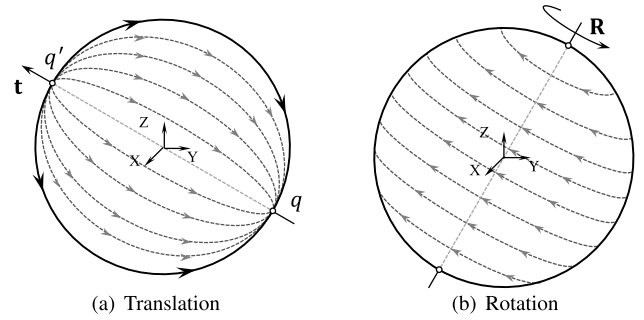 q′
t
Z
X
Y
q
(a) Translation
R
Z
X
Y
(b) Rotation